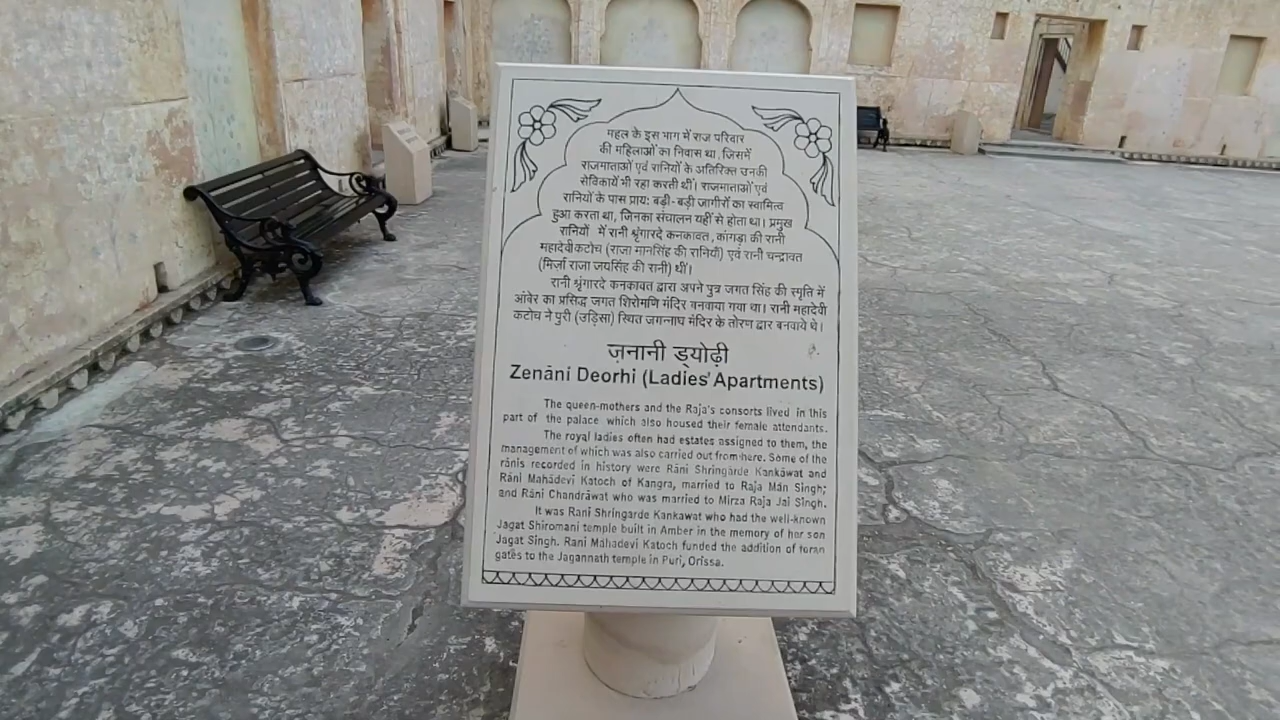 महल के इस भाग में राज परिवार
की महिलाओं का निवास था, जिसमें
राजमाताओं एवं रानियों के अतिरिक्त उनकी
सेविकायें भी रहा करती थीं। राजमाताओं एवं
रानियों के पास प्राय: बड़ी-बड़ी जागीरों का स्वामित्व
हुआ करता था, जिनका संचालन यहीं से होता था। प्रमुख
रानियों में रानी श्रृंगारदे कनकावत, कांगड़ा की रानी
महादेवीकटोच (राजा मानसिंह की रानियाँ) एवं रानी चन्द्रावत
(मिर्ज़ा राजा जयसिंह की रानी) थीं।
रानी श्रृंगारदे कनकावत द्वारा अपने पुत्र जगत सिंह की स्मृति में
आंबेर का प्रसिद्ध जगत शिरोमणि मंदिर बनवाया गया था। रानी महादेवी
कटोच ने पुरी (उड़िसा) स्थित जगन्नाघ मंदिर के तोरण द्वार बनवाये थे।
ज़नानी ड्योढ़ी
Zenāni Deorhi (Ladies' Apartments)
The queen-mothers and the Raja's consorts lived in this
part of the palace which also housed their female attendants.
The royal ladies often had estates assigned to them, the
management of which was also carried out from here. Some of the
rānis recorded in history were Rāni Shringārde Kankāwat and
Rāni Mahādevi Katoch of Kangra, married to Raja Mān Singh;
and Rāni Chandrāwat who was married to Mirza Raja Jai Singh.
It was Rani Shringarde Kankawat who had the well-known
Jagat Shiromani temple built in Amber in the memory of her son
Jagat Singh. Rani Mahadevi Katoch funded the addition of toran
gates to the Jagannath temple in Puri, Orissa.